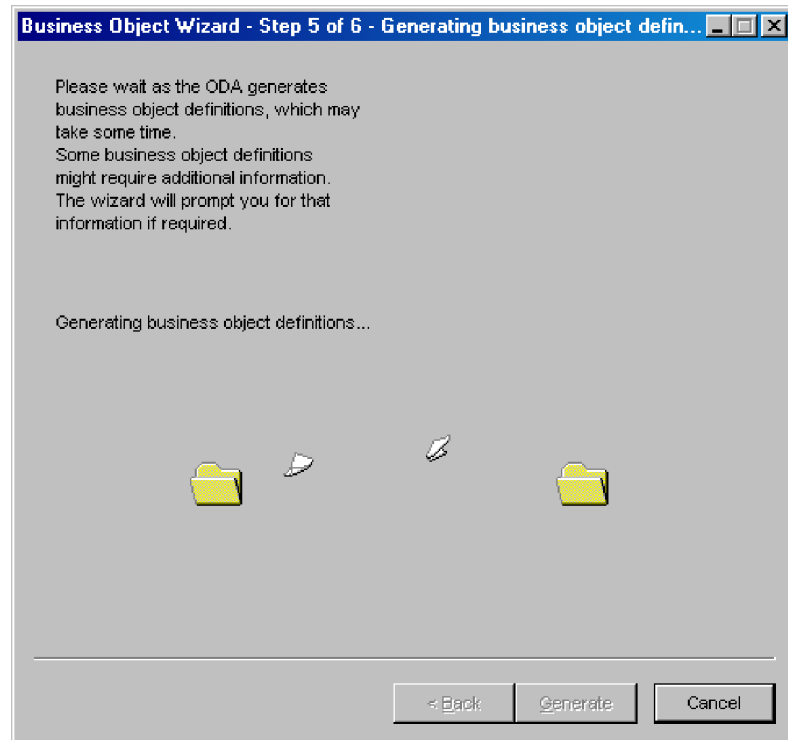 Business Object Wizard - Step 5 of 6 - Generating business object defin...
Please wait as the ODA generates
business object definitions, which may
take some time.
Some business object definitions
might require additional information.
The wizard will prompt you for that
information if required.
Generating business object definitions...
< Back
Generate
Cancel